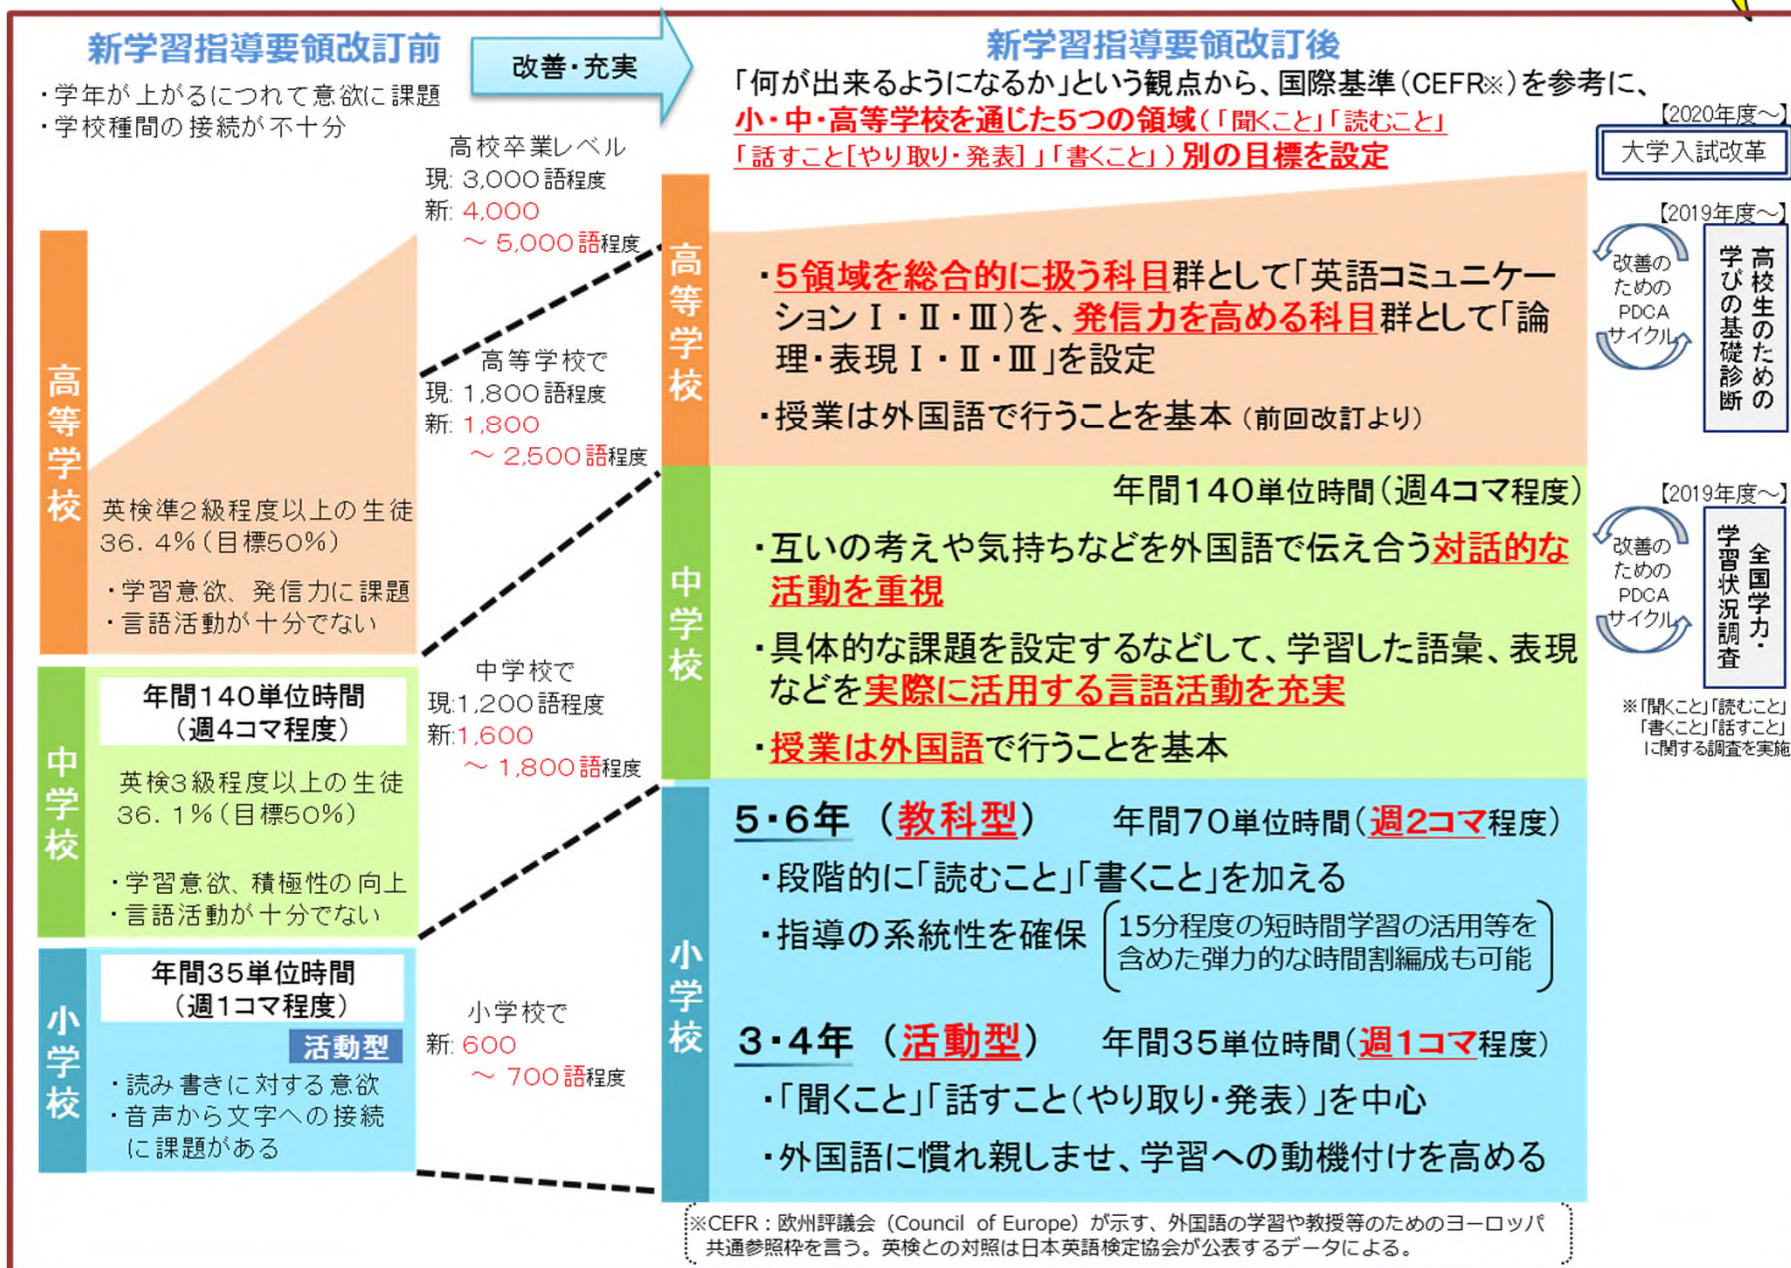 新学習指導要領改訂前
・学年が上がるにつれて意欲に課題
・学校種間の接続が不十分
改善・充実
新学習指導要領改訂後
「何が出来るようになるか」という観点から、国際基準(CEFR※)を参考に、
小・中・高等学校を通じた5つの領域(「聞くこと」「読むこと」
「話すこと[やり取り・発表]」「書くこと」)別の目標を設定
高校卒業レベル
現: 3,000語程度
新: 4,000
～ 5,000語程度
高等学校で
現: 1,800語程度
新: 1,800
～ 2,500語程度
中学校で
現:1,200語程度
新:1,600
～ 1,800語程度
小学校で
新: 600
～ 700語程度
高等学校
英検準2級程度以上の生徒
36.4%(目標50%)
・学習意欲、発信力に課題
・言語活動が十分でない
中学校
年間140単位時間
(週4コマ程度)
英検3級程度以上の生徒
36.1%(目標50%)
・学習意欲、積極性の向上
・言語活動が十分でない
小学校
年間35単位時間
(週1コマ程度)
活動型
・読み書きに対する意欲
・音声から文字への接続
に課題がある
高等学校
・5領域を総合的に扱う科目群として「英語コミュニケー
ションⅠ・Ⅱ・Ⅲ)を、発信力を高める科目群として「論
理・表現Ⅰ・Ⅱ・Ⅲ」を設定
・授業は外国語で行うことを基本(前回改訂より)
中学校
年間140単位時間(週4コマ程度)
・互いの考えや気持ちなどを外国語で伝え合う対話的な
活動を重視
・具体的な課題を設定するなどして、学習した語彙、表現
などを実際に活用する言語活動を充実
・授業は外国語で行うことを基本
小学校
5・6年 (教科型) 年間70単位時間(週2コマ程度)
・段階的に「読むこと」「書くこと」を加える
・指導の系統性を確保
15分程度の短時間学習の活用等を
含めた弾力的な時間割編成も可能
3・4年 (活動型) 年間35単位時間(週1コマ程度)
・「聞くこと」「話すこと(やり取り・発表)」を中心
・外国語に慣れ親しませ、学習への動機付けを高める
※CEFR:欧州評議会(Council of Europe)が示す、外国語の学習や教授等のためのヨーロッパ
共通参照枠を言う。英検との対照は日本英語検定協会が公表するデータによる。
【2020年度～】
大学入試改革
【2019年度～】
改善の
ための
PDCA
サイクル
高校生のための
学びの基礎診断
【2019年度～】
改善の
ための
PDCA
サイクル
全国学力・
学習状況調査
※「聞くこと」「読むこと」
「書くこと」「話すこと」
に関する調査を実施